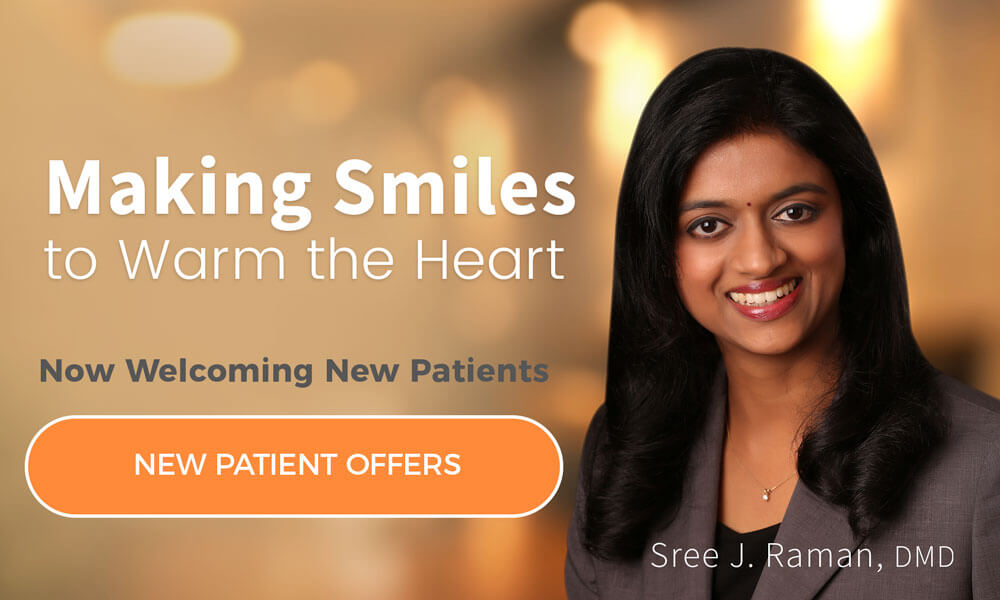 Making Smiles
to Warm the Heart
Now Welcoming New Patients
NEW PATIENT OFFERS
Sree J. Raman, DMD